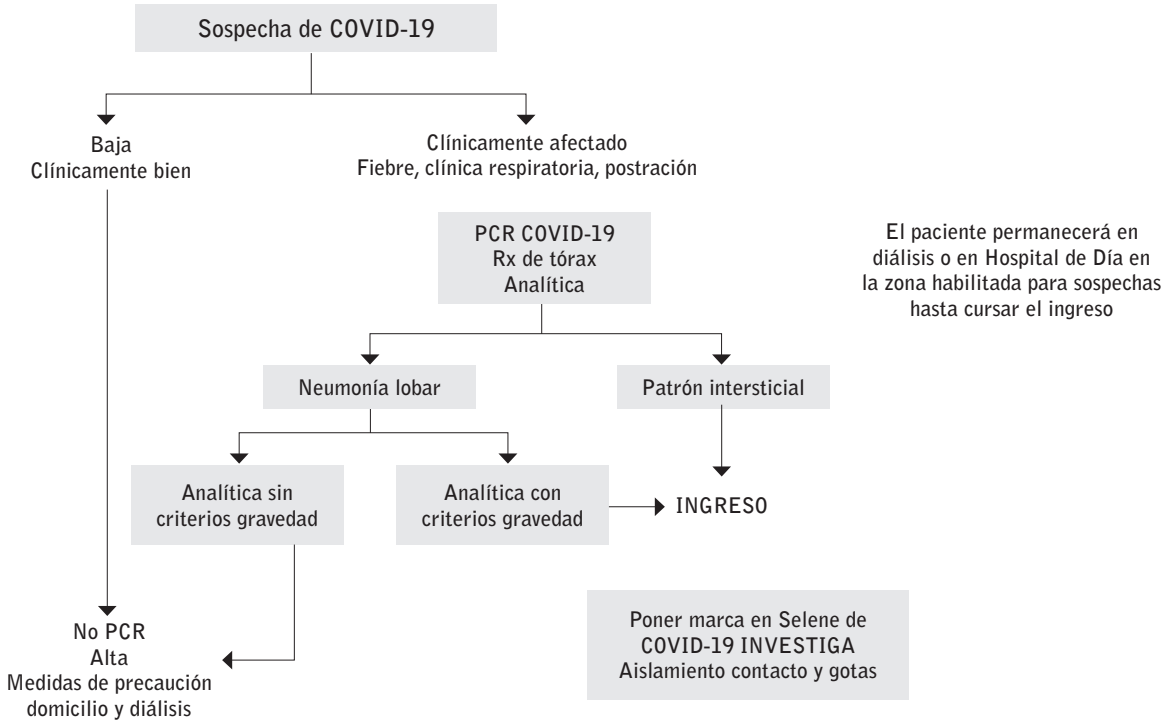 Sospecha de COVID-19
Baja
Clínicamente bien
Clínicamente afectado
Fiebre, clínica respiratoria, postración
PCR COVID-19
Rx de tórax
Analítica
El paciente permanecerá en
diálisis o en Hospital de Día en
la zona habilitada para sospechas
hasta cursar el ingreso
Neumonía lobar
Patrón intersticial
Analítica sin
criterios gravedad
Analítica con
criterios gravedad
INGRESO
No PCR
Alta
Medidas de precaución
domicilio y diálisis
Poner marca en Selene de
COVID-19 INVESTIGA
Aislamiento contacto y gotas